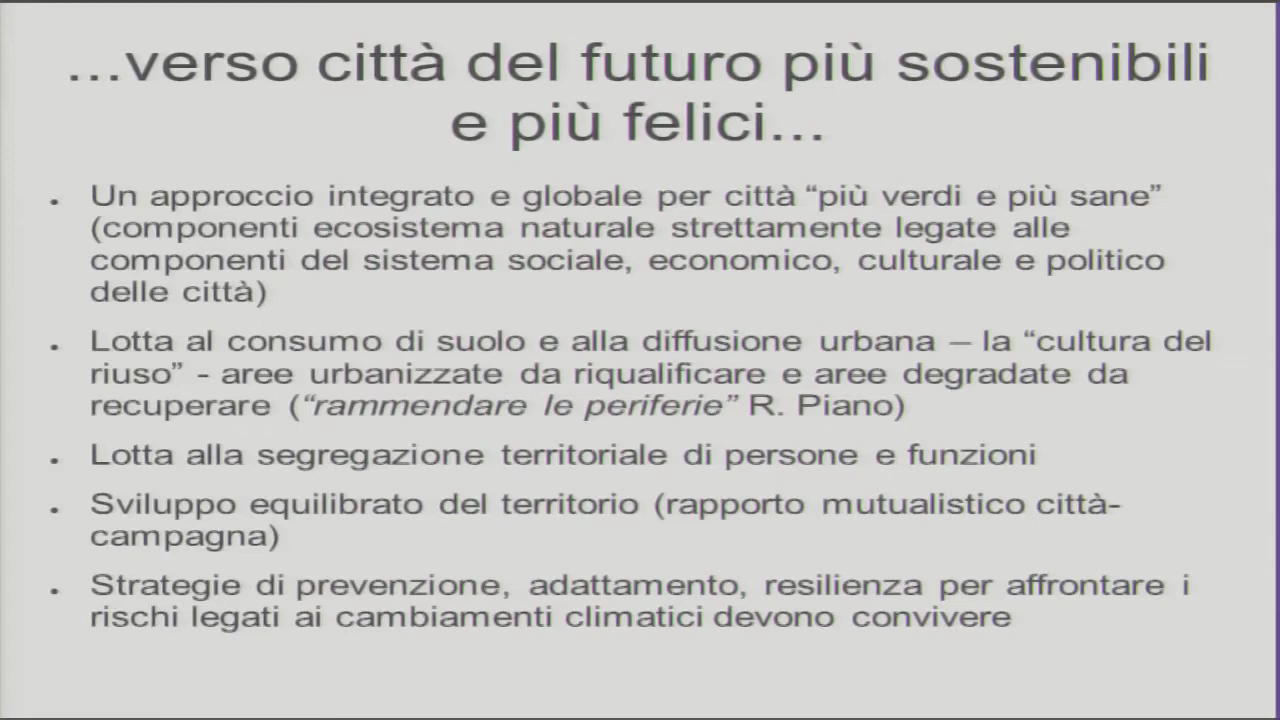 ...verso città del futuro più sostenibili
e più felici...
• Un approccio integrato e globale per città “più verdi e più sane”
(componenti ecosistema naturale strettamente legate alle
componenti del sistema sociale, economico, culturale e politico
delle città)
• Lotta al consumo di suolo e alla diffusione urbana – la “cultura del
riuso” - aree urbanizzate da riqualificare e aree degradate da
recuperare (“rammendare le periferie” R. Piano)
• Lotta alla segregazione territoriale di persone e funzioni
• Sviluppo equilibrato del territorio (rapporto mutualistico città-
campagna)
• Strategie di prevenzione, adattamento, resilienza per affrontare i
rischi legati ai cambiamenti climatici devono convivere